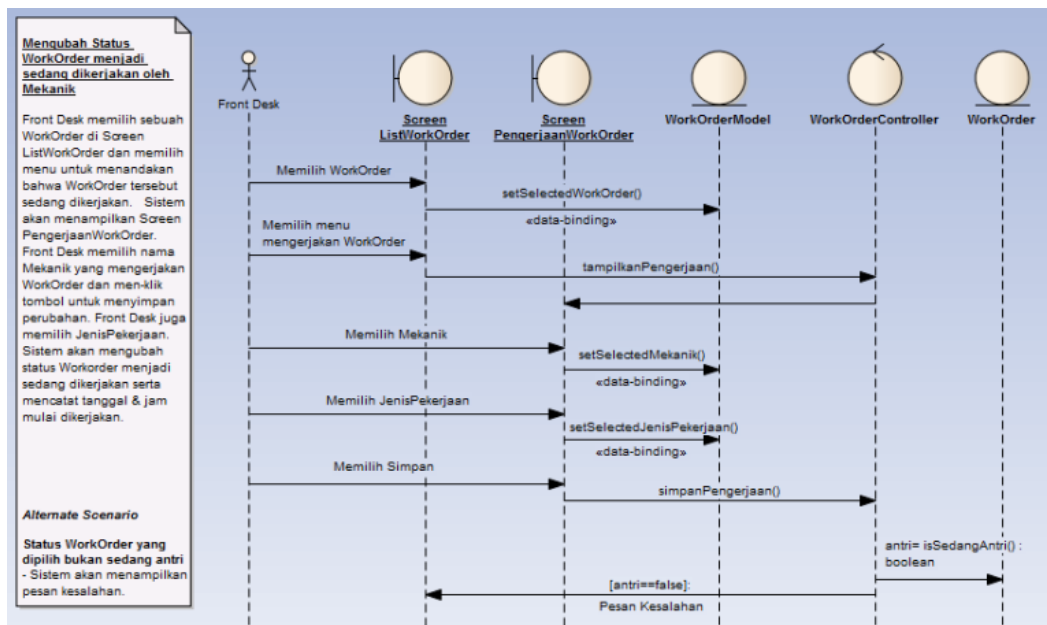 Mengubah Status
WorkOrder menjadi
sedang dikerjakan oleh
Mekanik
Front Desk memilih sebuah
WorkOrder di Screen
ListWorkOrder dan memilih
menu untuk menandakan
bahwa WorkOrder tersebut
sedang dikerjakan. Sistem
akan menampilkan Screen
PengerjaanWorkOrder.
Front Desk memilih nama
Mekanik yang mengerjakan
WorkOrder dan men-klik
tombol untuk menyimpan
perubahan. Front Desk juga
memilih JenisPekerjaan.
Sistem akan mengubah
status Workorder menjadi
sedang dikerjakan serta
mencatat tanggal & jam
mulai dikerjakan.
Alternate Scenario
Status WorkOrder yang
dipilih bukan sedang antri
- Sistem akan menampilkan
pesan kesalahan.
Front Desk
Screen
ListWorkOrder
Screen
PengerjaanWorkOrder
WorkOrderModel
WorkOrderController
WorkOrder
Memilih WorkOrder
setSelectedWorkOrder()
«data-binding»
Memilih menu
mengerjakan WorkOrder
tampilkanPengerjaan()
Memilih Mekanik
setSelectedMekanik()
«data-binding»
Memilih JenisPekerjaan
setSelectedJenisPekerjaan()
«data-binding»
Memilih Simpan
simpanPengerjaan()
antri= isSedangAntri() :
boolean
[antri==false]:
Pesan Kesalahan